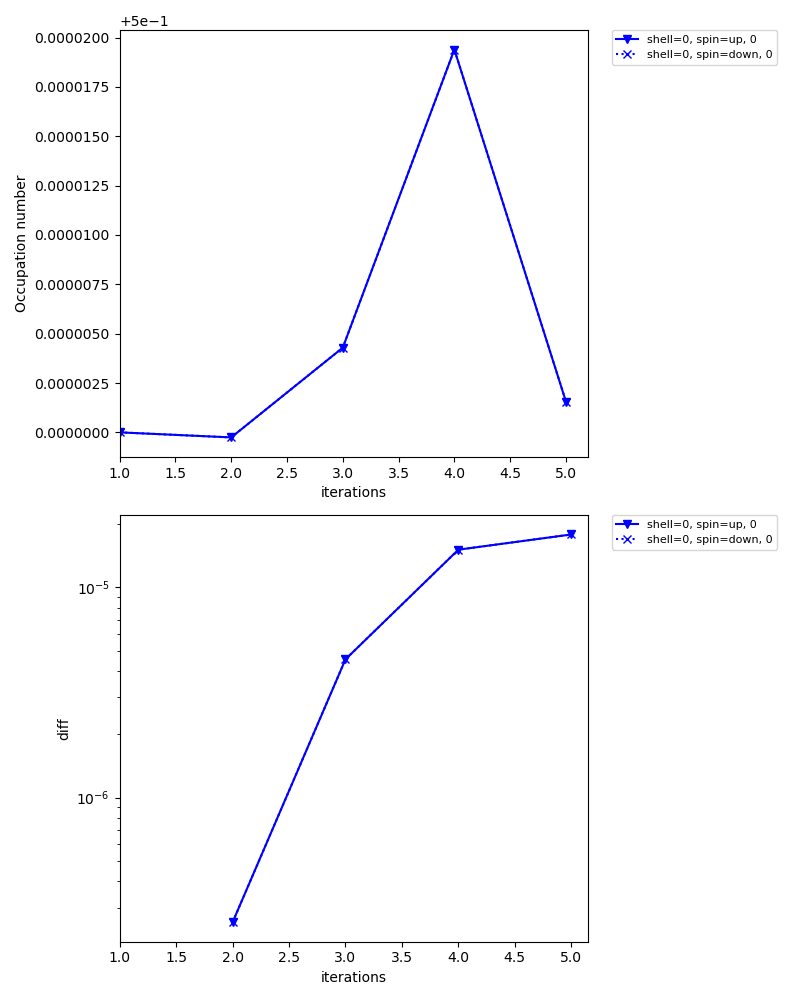 +5e−1
0.0000200
0.0000175
0.0000150
0.0000125
0.0000100
0.0000075
0.0000050
0.0000025
0.0000000
Occupation number
1.0 1.5 2.0 2.5 3.0 3.5 4.0 4.5 5.0
iterations
shell=0, spin=up, 0
shell=0, spin=down, 0
10⁻⁵
10⁻⁶
diff
1.0 1.5 2.0 2.5 3.0 3.5 4.0 4.5 5.0
iterations
shell=0, spin=up, 0
shell=0, spin=down, 0